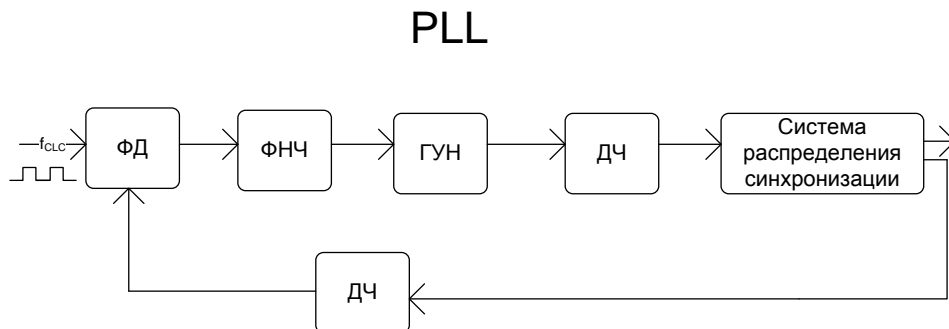 PLL
fCLC
ФД
ФНЧ
ГУН
ДЧ
Система
распределения
синхронизации
ДЧ